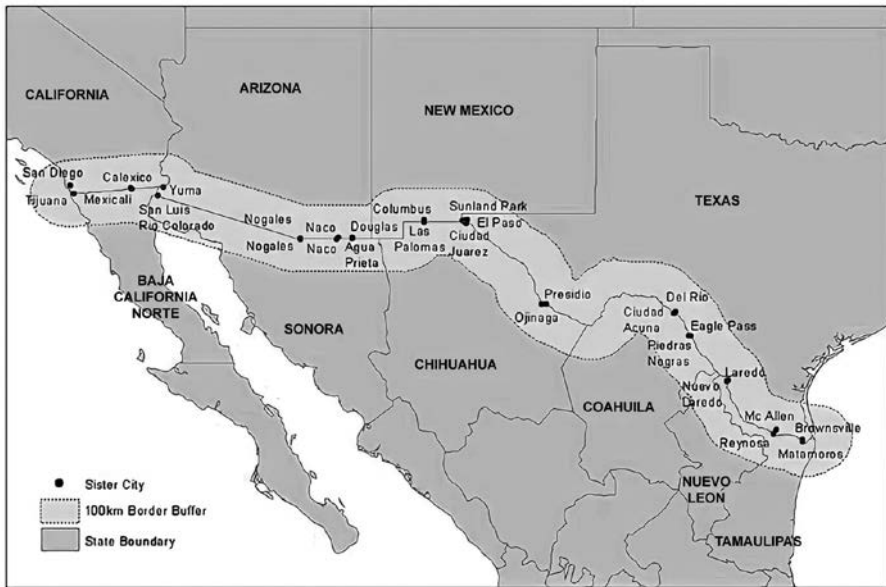 CALIFORNIA
ARIZONA
NEW MEXICO
TEXAS
San Diego
Calexico
Yuma
Tijuana
Mexicali
San Luis
Rio Colorado
Nogales
Nogales
Naco
Naco
Douglas
Agua
Prieta
Columbus
Las
Palomas
Sunland Park
El Paso
Ciudad
Juarez
Presidio
Ojinaga
Del Río
Ciudad
Acuna
Eagle Pass
Piedras
Negras
Laredo
Nuevo
Laredo
Mc Allen
Reynosa
Brownsville
Matamoros
BAJA
CALIFORNIA
NORTE
SONORA
CHIHUAHUA
COAHUILA
NUEVO
LEON
TAMAULIPAS
Sister City
100km Border Buffer
State Boundary